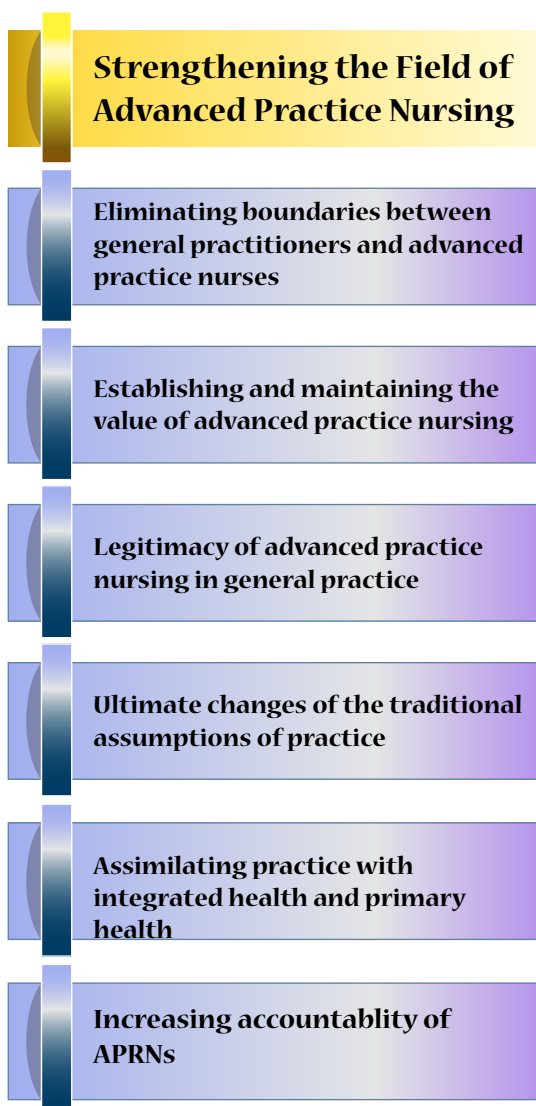 Strengthening the Field of
Advanced Practice Nursing
Eliminating boundaries between
general practitioners and advanced
practice nurses
Establishing and maintaining the
value of advanced practice nursing
Legitimacy of advanced practice
nursing in general practice
Ultimate changes of the traditional
assumptions of practice
Assimilating practice with
integrated health and primary
health
Increasing accountablity of
APRNs